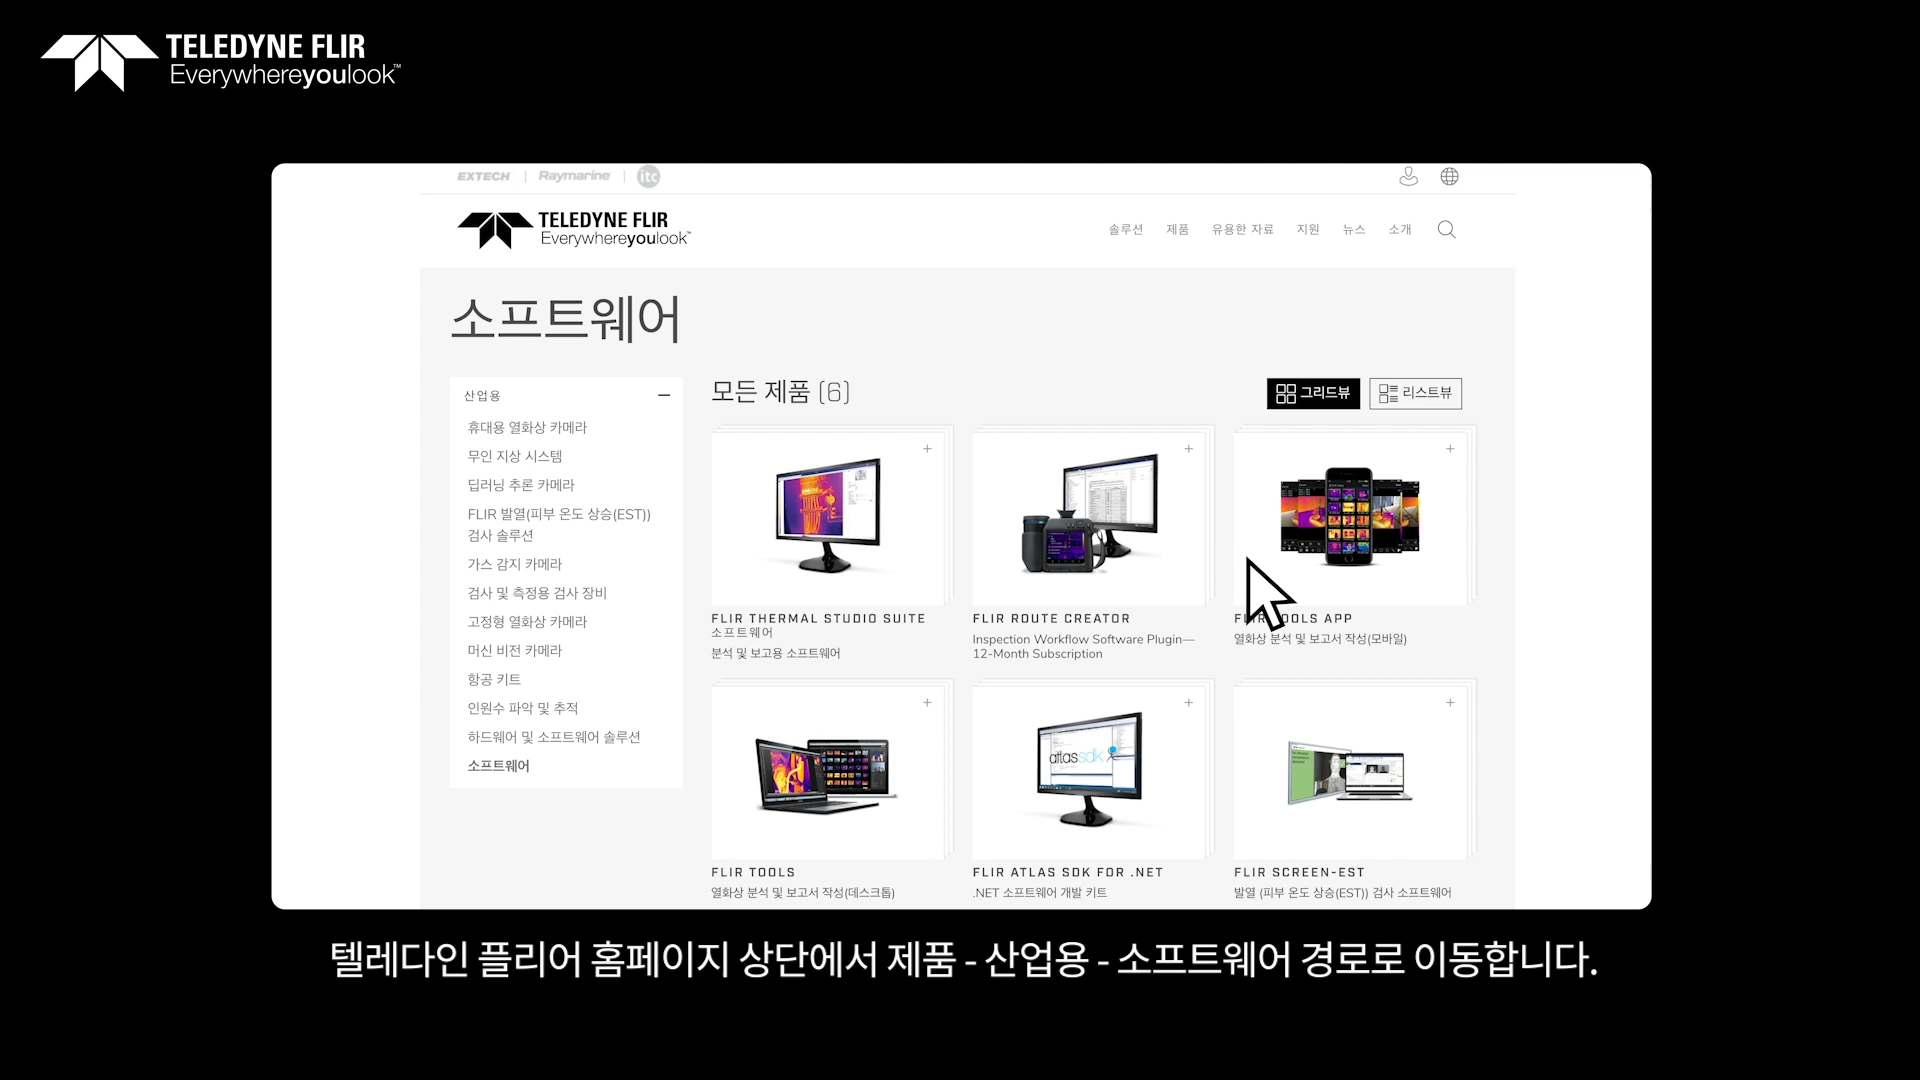 TELEDYNE FLIR
Everywhereyoulook™
EXTECH | Raymarine | itc
TELEDYNE FLIR
Everywhereyoulook™
솔루션 제품 유용한 자료 지원 뉴스 소개
소프트웨어
산업용
휴대용 열화상 카메라
무인 지상 시스템
딥러닝 추론 카메라
FLIR 발열(피부 온도 상승(EST))
검사 솔루션
가스 감지 카메라
검사 및 측정용 검사 장비
고정형 열화상 카메라
머신 비전 카메라
항공 키트
인원수 파악 및 추적
하드웨어 및 소프트웨어 솔루션
소프트웨어
모든 제품 (6)
그리드뷰
리스트뷰
FLIR THERMAL STUDIO SUITE
소프트웨어
분석 및 보고용 소프트웨어
FLIR ROUTE CREATOR
Inspection Workflow Software Plugin—
12-Month Subscription
APP
열화상 분석 및 보고서 작성(모바일)
FLIR TOOLS
열화상 분석 및 보고서 작성(데스크톱)
atlassdk
FLIR ATLAS SDK FOR .NET
.NET 소프트웨어 개발 키트
FLIR SCREEN-EST
발열 (피부 온도 상승(EST)) 검사 소프트웨어
텔레다인 플리어 홈페이지 상단에서 제품 - 산업용 - 소프트웨어 경로로 이동합니다.